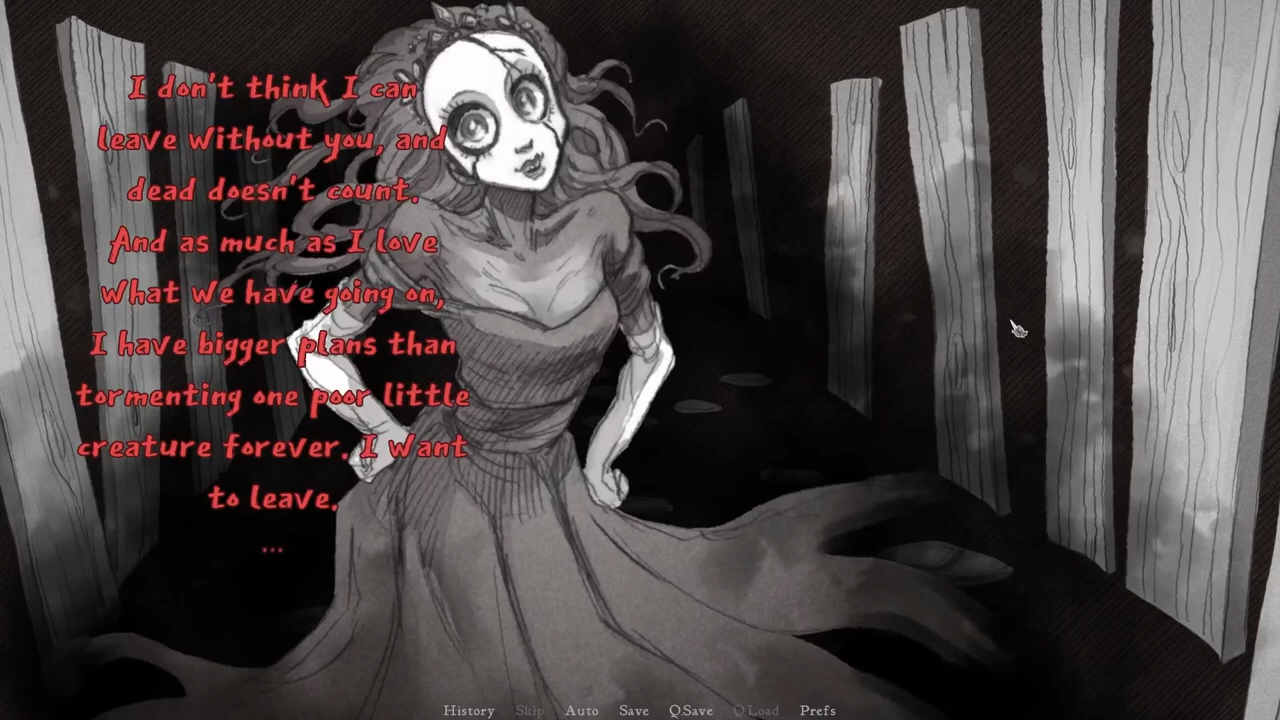 I don't think I can
leave without you, and
dead doesn't count.
And as much as I love
what we have going on,
I have bigger plans than
tormenting one poor little
creature forever. I want
to leave.
...
History Skip Auto Save Q.Save Q.Load Prefs